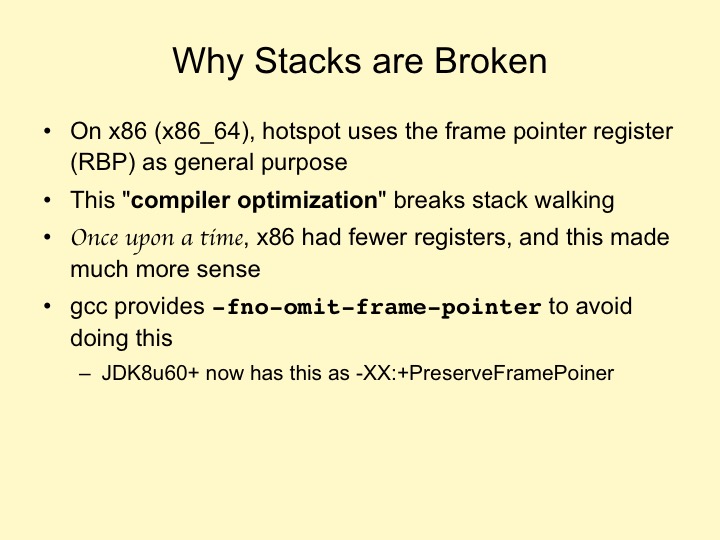 Why Stacks are Broken
• On x86 (x86_64), hotspot uses the frame pointer register
(RBP) as general purpose
• This "compiler optimization" breaks stack walking
• Once upon a time, x86 had fewer registers, and this made
much more sense
• gcc provides -fno-omit-frame-pointer to avoid
doing this
– JDK8u60+ now has this as -XX:+PreserveFramePoiner